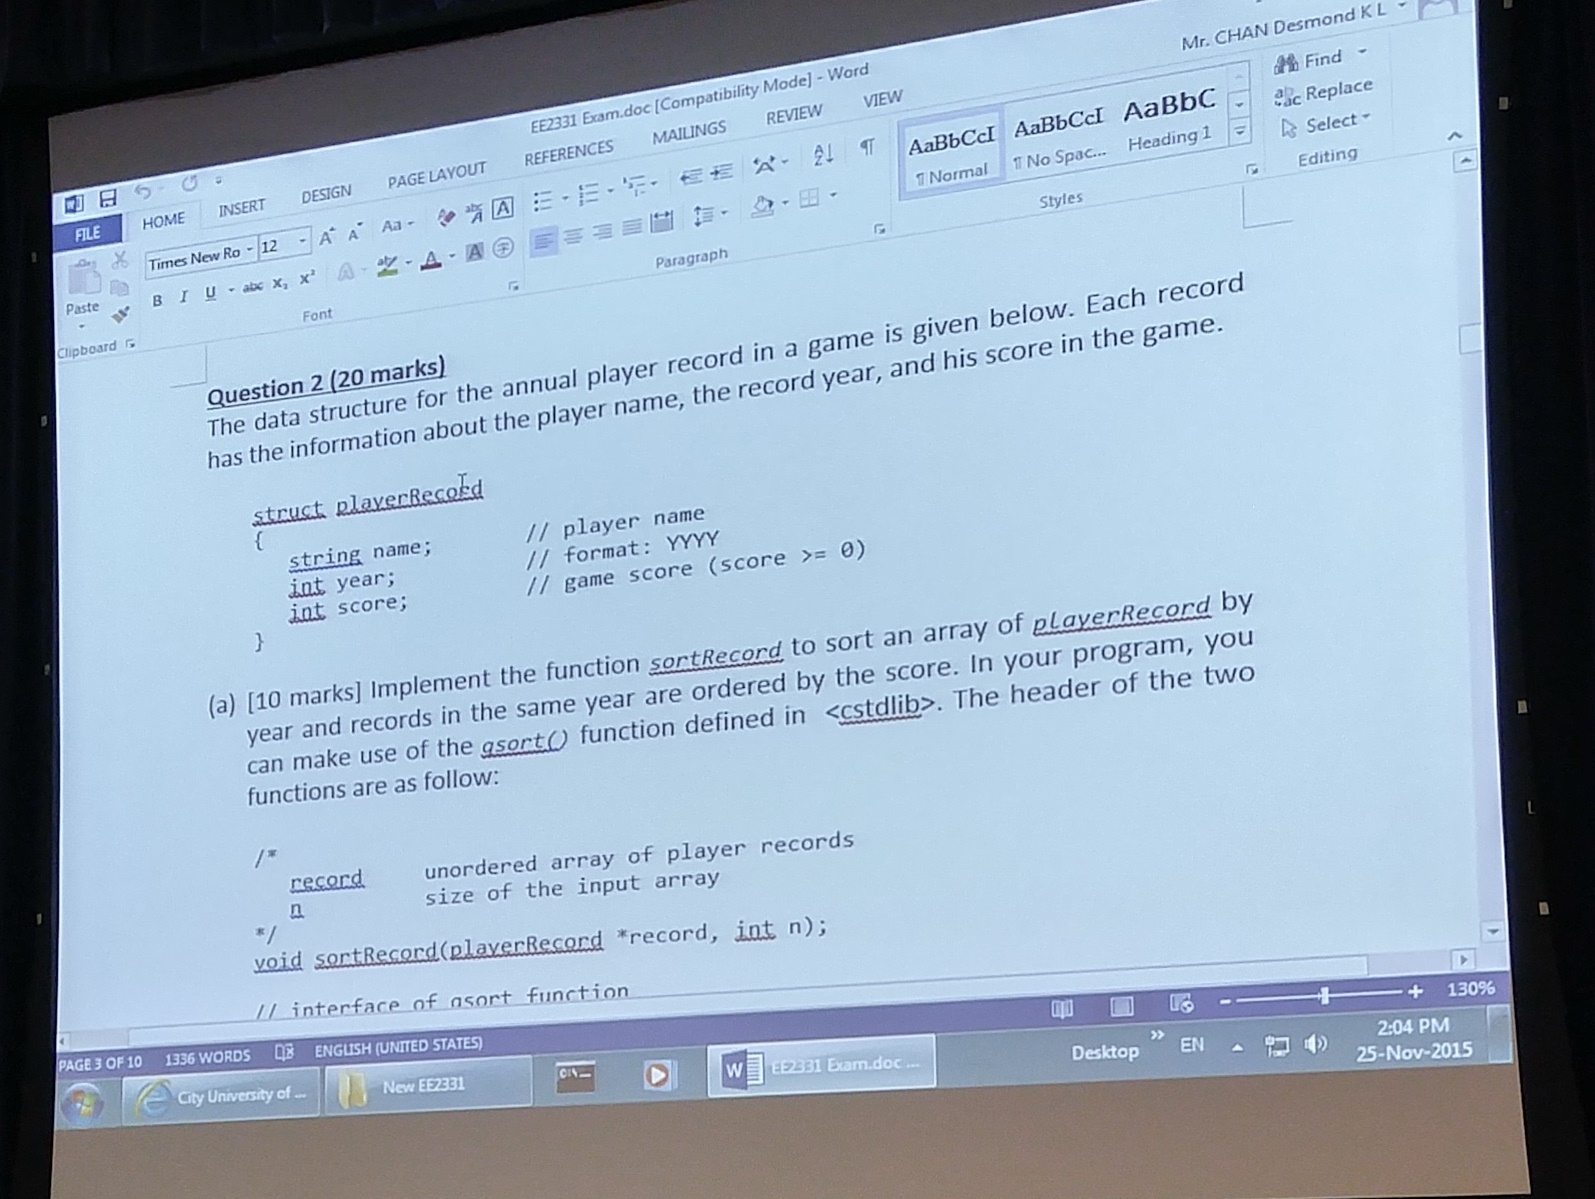 Mr. CHAN Desmond K L
EE2331 Exam.doc [Compatibility Mode] - Word
FILE HOME INSERT DESIGN PAGE LAYOUT REFERENCES MAILINGS REVIEW VIEW
Times New Ro 12
Aa
AaBbCcI AaBbCcI AaBbC
¶ Normal ¶ No Spac... Heading 1
Find
Replace
Select
Paste
B I U abc X₂ X²
Clipboard Font Paragraph Styles Editing
Question 2 (20 marks)
The data structure for the annual player record in a game is given below. Each record
has the information about the player name, the record year, and his score in the game.
struct playerRecord
{
string name; // player name
int year; // format: YYYY
int score; // game score (score >= 0)
}
(a) [10 marks] Implement the function sortRecord to sort an array of playerRecord by
year and records in the same year are ordered by the score. In your program, you
can make use of the qsort() function defined in <cstdlib>. The header of the two
functions are as follow:
/*
record unordered array of player records
n size of the input array
*/
void sortRecord(playerRecord *record, int n);
// interface of qsort function
PAGE 3 OF 10 1336 WORDS ENGLISH (UNITED STATES) 130%
City University of ... New EE2331 EE2331 Exam.doc ... Desktop EN 2:04 PM
25-Nov-2015